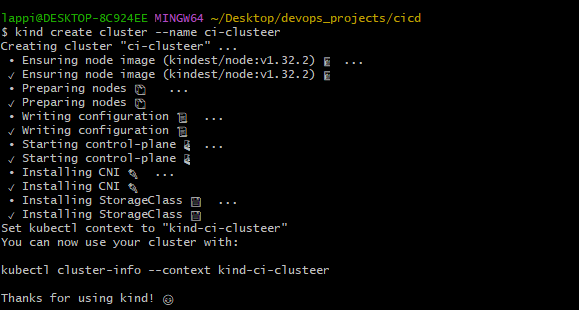 lappi@DESKTOP-8C924EE MINGW64 ~/Desktop/devops_projects/cicd
$ kind create cluster --name ci-clusteer
Creating cluster "ci-clusteer" ...
• Ensuring node image (kindest/node:v1.32.2) 🖼 ...
✓ Ensuring node image (kindest/node:v1.32.2) 🖼
• Preparing nodes 📦 ...
✓ Preparing nodes 📦
• Writing configuration 📜 ...
✓ Writing configuration 📜
• Starting control-plane 🕹️ ...
✓ Starting control-plane 🕹️
• Installing CNI 🔌 ...
✓ Installing CNI 🔌
• Installing StorageClass 💾 ...
✓ Installing StorageClass 💾
Set kubectl context to "kind-ci-clusteer"
You can now use your cluster with:
kubectl cluster-info --context kind-ci-clusteer
Thanks for using kind! 😊